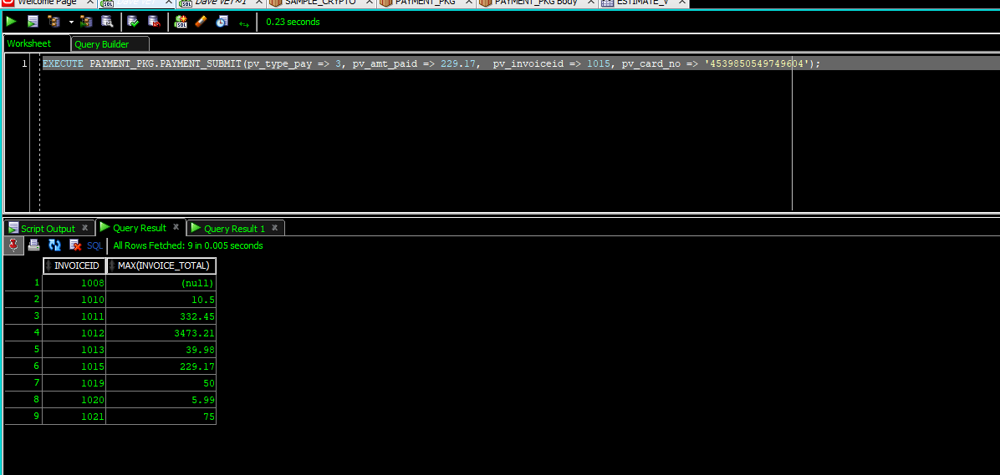 Welcome Page Dave VET~1 SAMPLE_CRYPTO PAYMENT_PKG PAYMENT_PKG Body ESTIMATE_V
0.23 seconds
Worksheet Query Builder
1 EXECUTE PAYMENT_PKG.PAYMENT_SUBMIT(pv_type_pay => 3, pv_amt_paid => 229.17, pv_invoiceid => 1015, pv_card_no => '4539850549749604');
Script Output Query Result Query Result 1
SQL All Rows Fetched: 9 in 0.005 seconds
INVOICEID MAX(INVOICE_TOTAL)
1 1008 (null)
2 1010 10.5
3 1011 332.45
4 1012 3473.21
5 1013 39.98
6 1015 229.17
7 1019 50
8 1020 5.99
9 1021 75